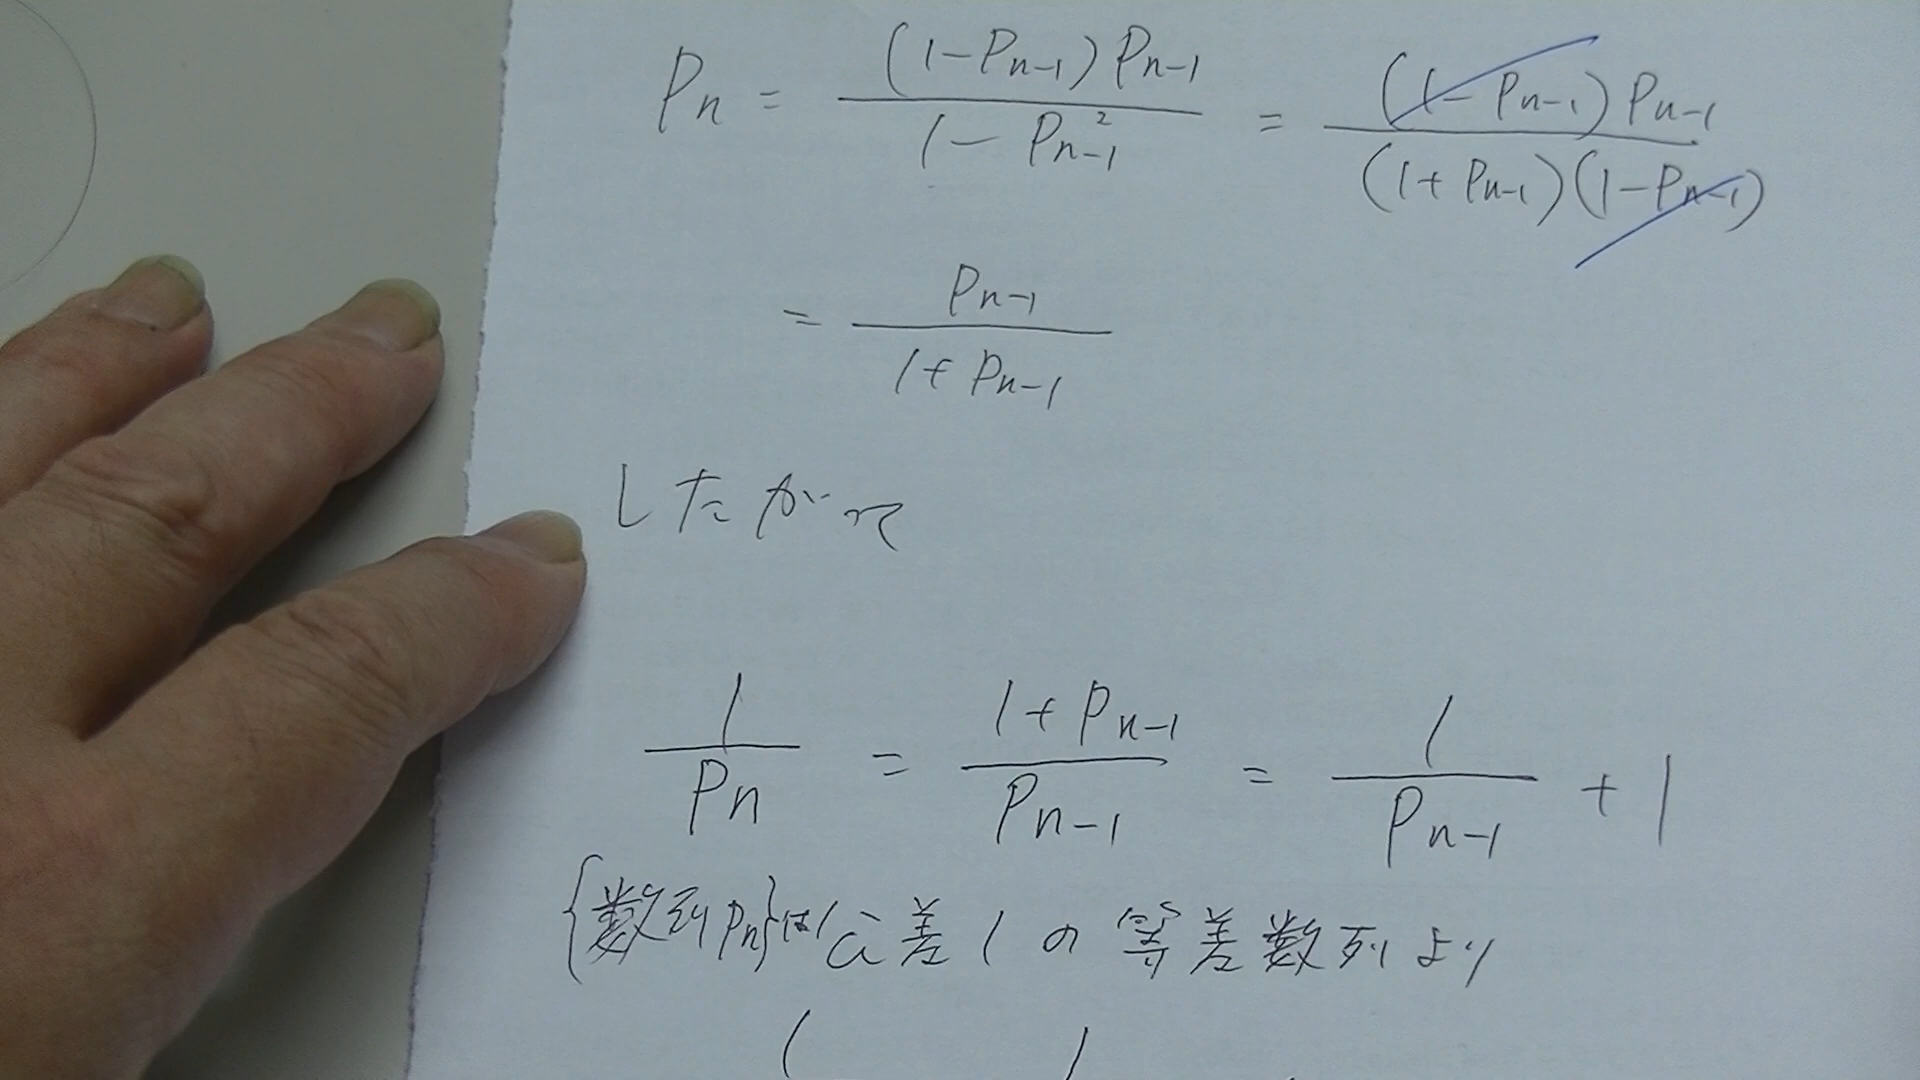 Pn = (1-Pn-1)Pn-1 / 1-Pn-1² = (1-Pn-1)Pn-1 / (1+Pn-1)(1-Pn-1)
= Pn-1 / 1+Pn-1
したがって
1/Pn = 1+Pn-1 / Pn-1 = 1/Pn-1 + 1
{数列Pn}は公差1の等差数列より